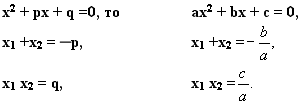 x² + px + q =0, то ax² + bx + c = 0,
x₁ +x₂ = —p, x₁ +x₂ = - b/a,
x₁ x₂ = q, x₁ x₂ = c/a.